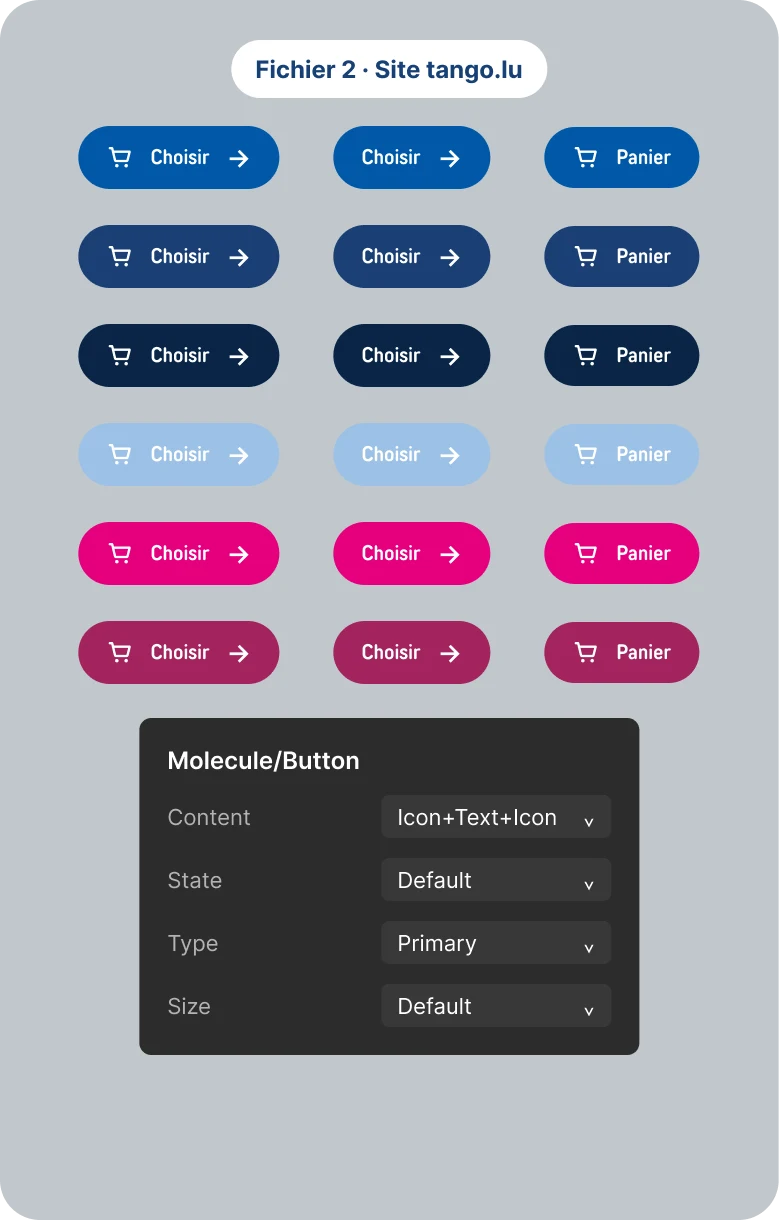 Fichier 2 · Site tango.lu
Choisir Choisir Panier
Choisir Choisir Panier
Choisir Choisir Panier
Choisir Choisir Panier
Choisir Choisir Panier
Choisir Choisir Panier
Molecule/Button
Content Icon+Text+Icon
State Default
Type Primary
Size Default